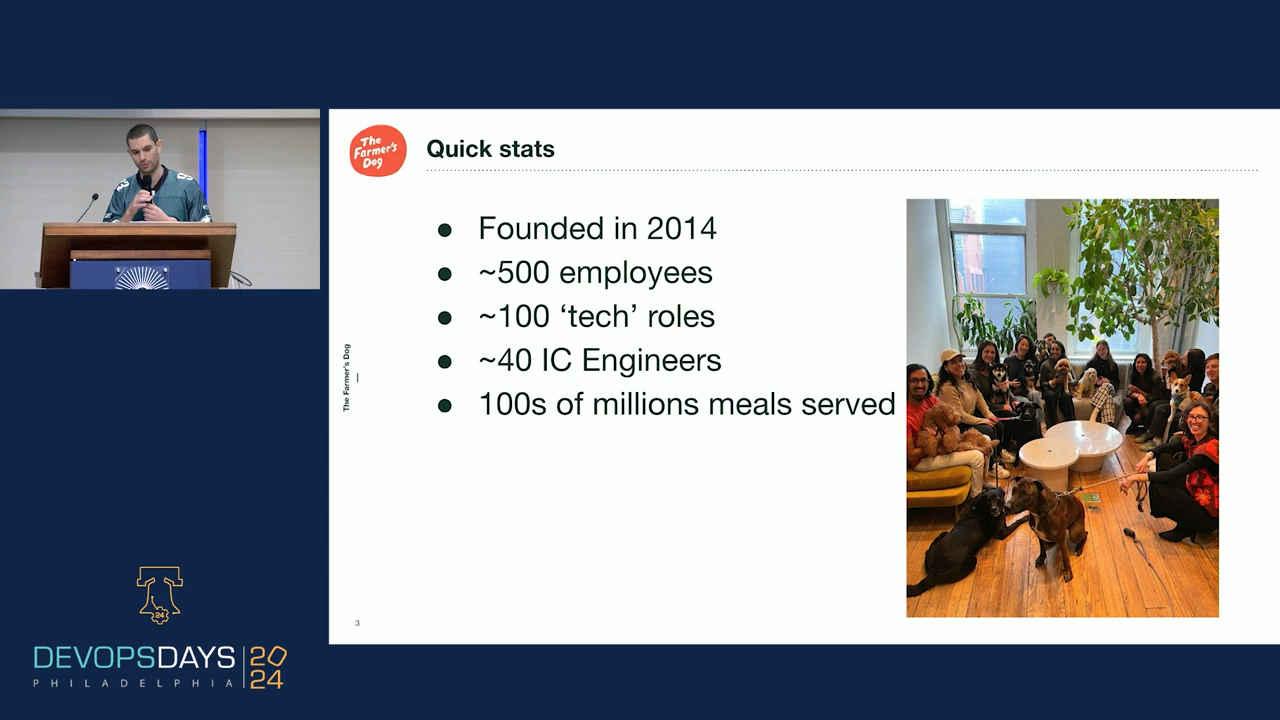 The
Farmer's
Dog
Quick stats
● Founded in 2014
● ~500 employees
● ~100 ‘tech’ roles
● ~40 IC Engineers
● 100s of millions meals served
The Farmer's Dog —
3
24
DEVOPSDAYS 2024
PHILADELPHIA